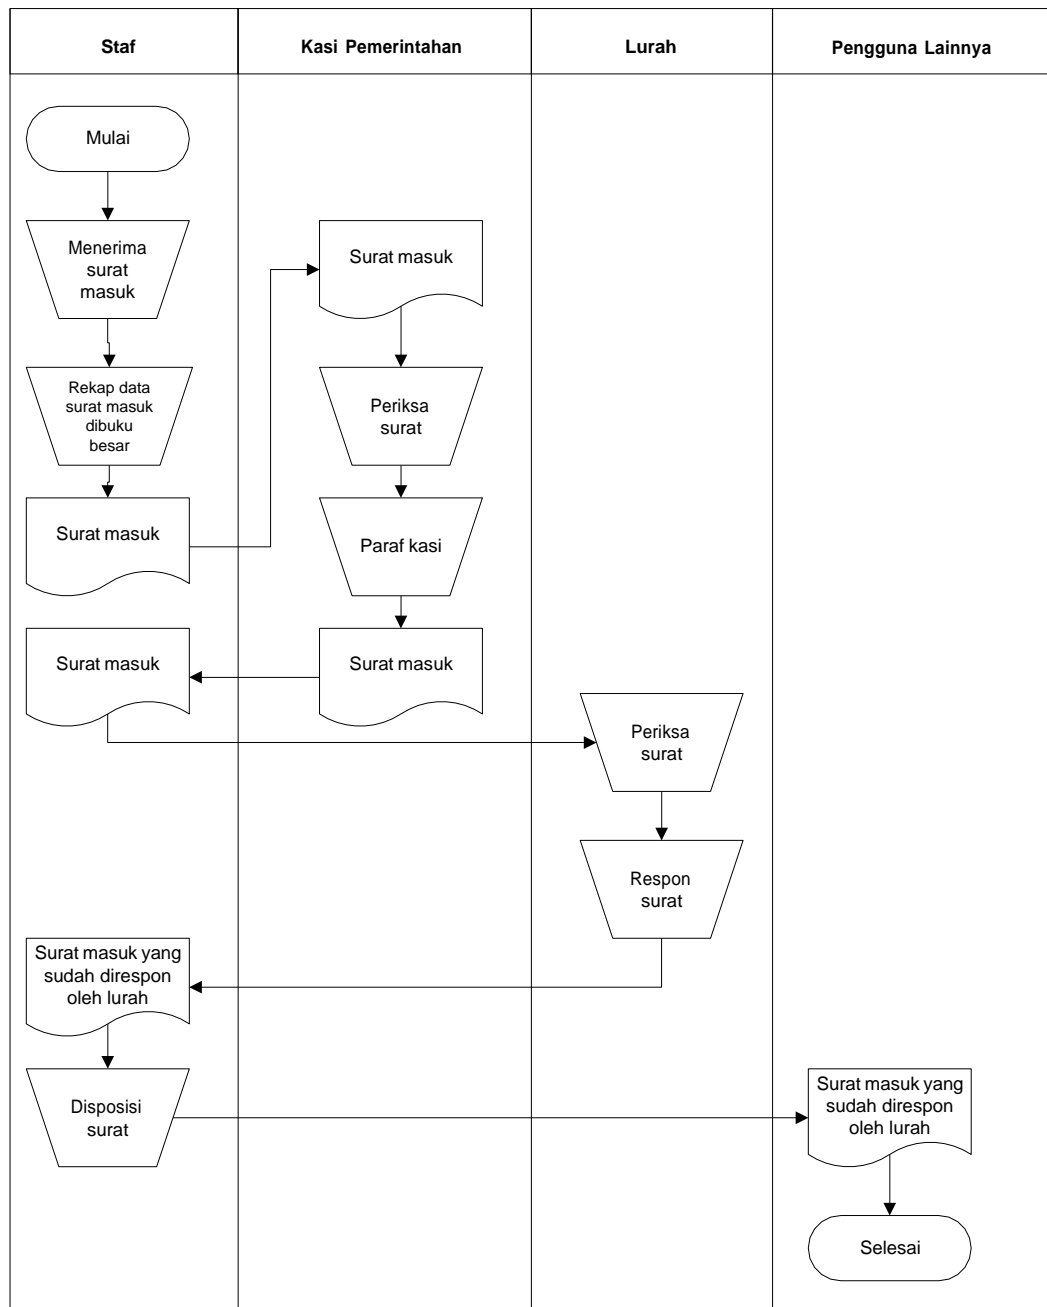 Staf
Kasi Pemerintahan
Lurah
Pengguna Lainnya
Mulai
Menerima
surat
masuk
Rekap data
surat masuk
dibuku
besar
Surat masuk
Surat masuk
Periksa
surat
Paraf kasi
Surat masuk
Surat masuk
Periksa
surat
Respon
surat
Surat masuk yang
sudah direspon
oleh lurah
Disposisi
surat
Surat masuk yang
sudah direspon
oleh lurah
Selesai